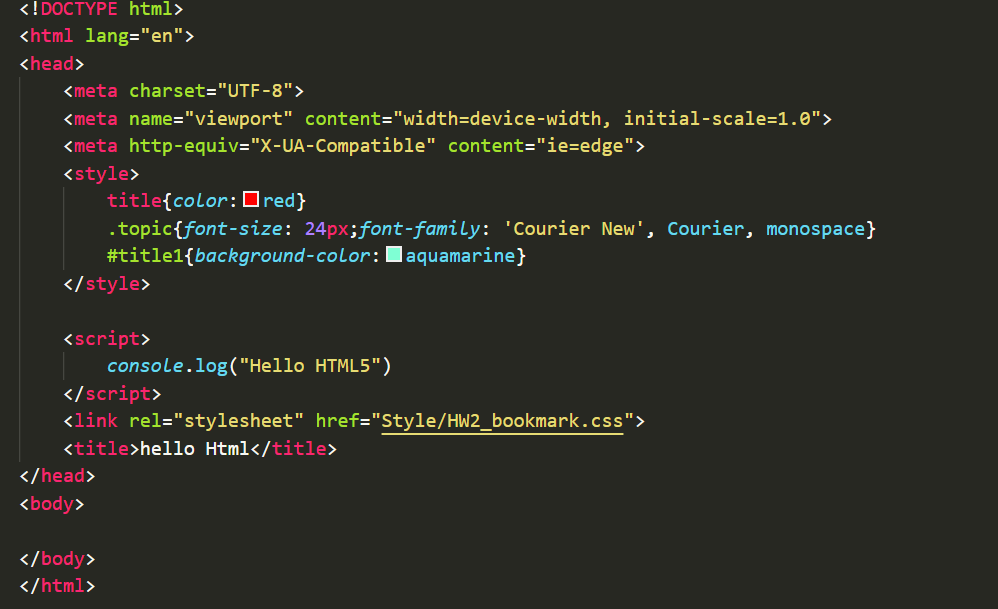 <!DOCTYPE html>
<html lang="en">
<head>
    <meta charset="UTF-8">
    <meta name="viewport" content="width=device-width, initial-scale=1.0">
    <meta http-equiv="X-UA-Compatible" content="ie=edge">
    <style>
        title{color:red}
        .topic{font-size: 24px;font-family: 'Courier New', Courier, monospace}
        #title1{background-color:aquamarine}
    </style>

    <script>
        console.log("Hello HTML5")
    </script>
    <link rel="stylesheet" href="Style/HW2_bookmark.css">
    <title>hello Html</title>
</head>
<body>

</body>
</html>